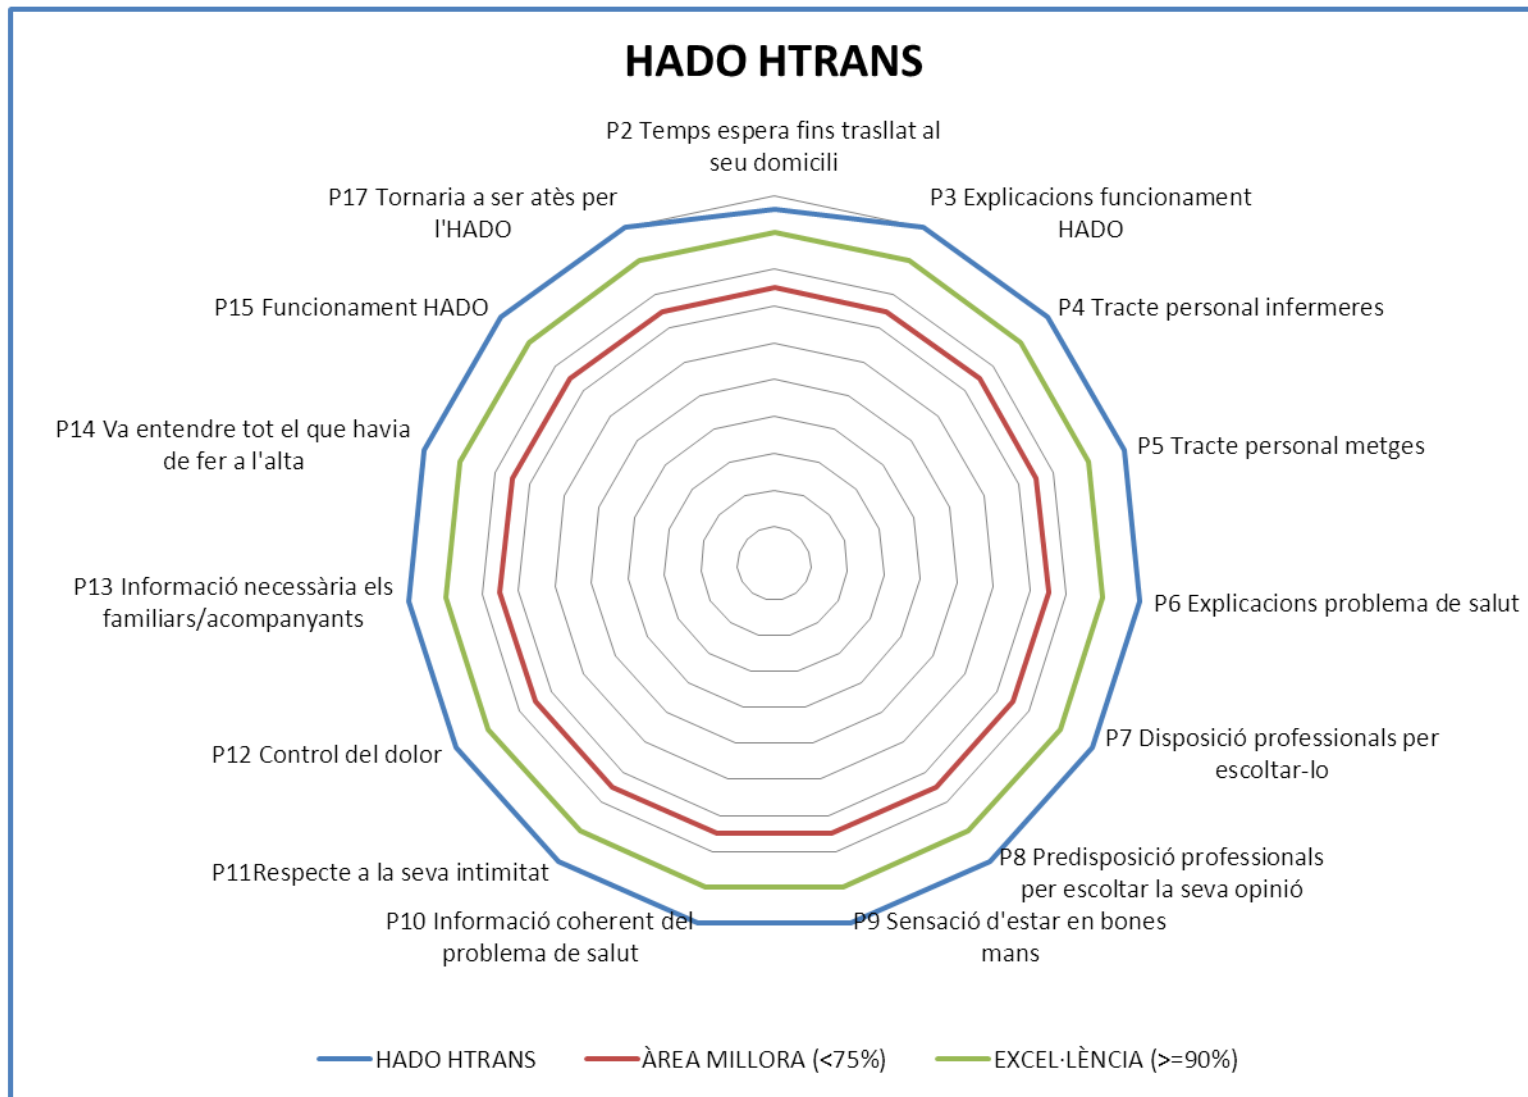 HADO HTRANS
P2 Temps espera fins trasllat al
seu domicili
P3 Explicacions funcionament
HADO
P4 Tracte personal infermeres
P5 Tracte personal metges
P6 Explicacions problema de salut
P7 Disposició professionals per
escoltar-lo
P8 Predisposició professionals
per escoltar la seva opinió
P9 Sensació d'estar en bones
mans
P10 Informació coherent del
problema de salut
P11Respecte a la seva intimitat
P12 Control del dolor
P13 Informació necessària els
familiars/acompanyants
P14 Va entendre tot el que havia
de fer a l'alta
P15 Funcionament HADO
P17 Tornaria a ser atès per
l'HADO
HADO HTRANS
ÀREA MILLORA (<75%)
EXCEL·LÈNCIA (>=90%)